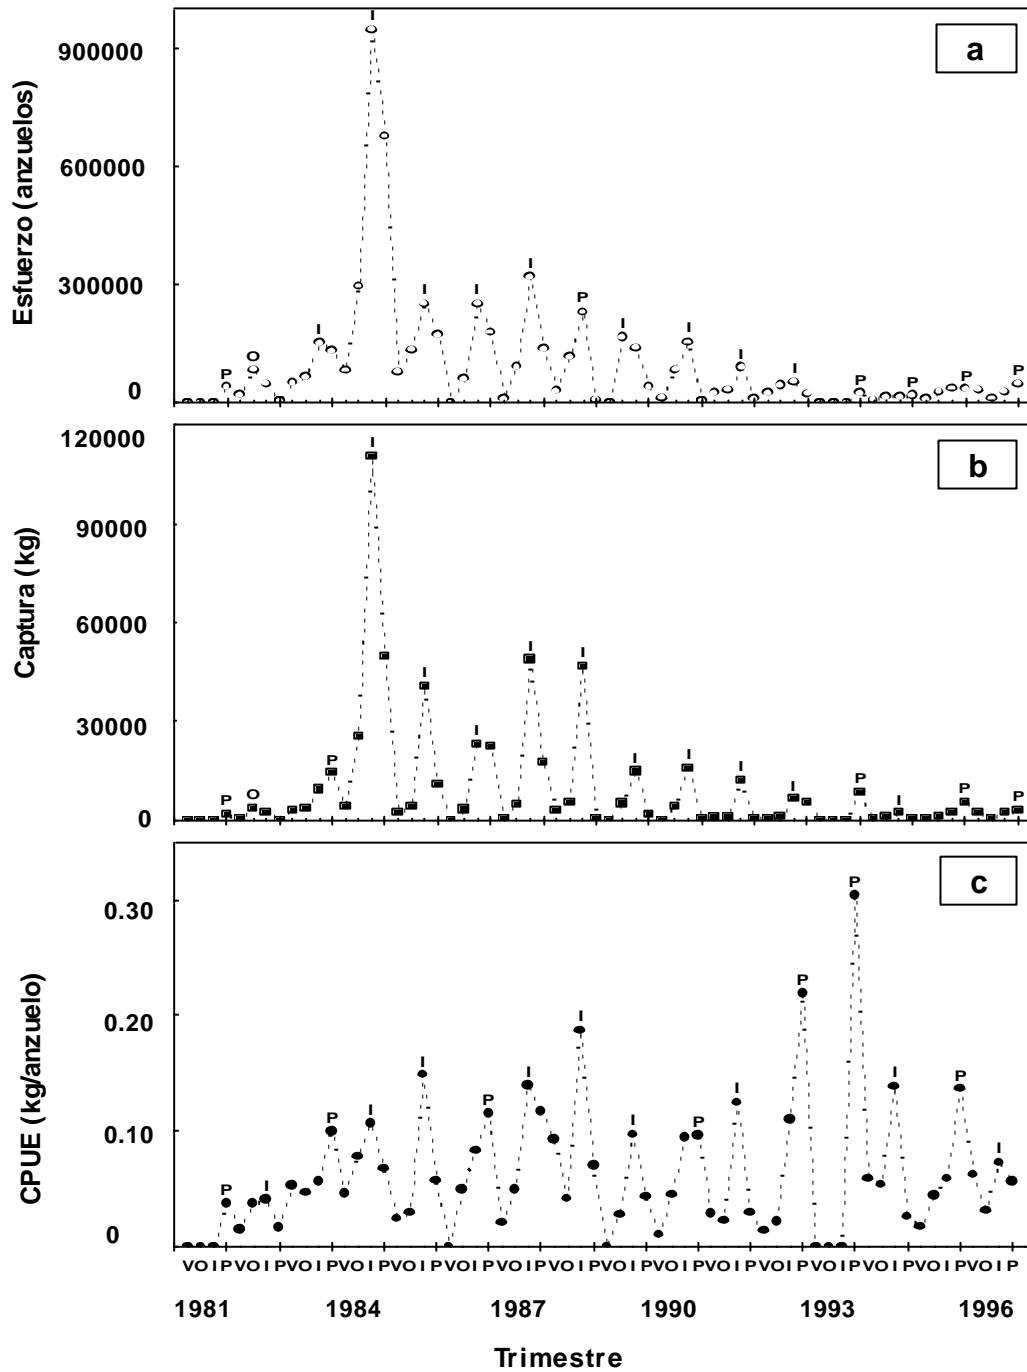 a
Esfuerzo (anzuelos)
900000
600000
300000
0
P O I I I I I P I I I I P P P P
b
Captura (kg)
120000
90000
60000
30000
0
P O P I I I I I I I I I P I P P
c
CPUE (kg/anzuelo)
0.30
0.20
0.10
0
P I P I I P I I I P I P P I P I
VOIPVOIPVOIPVOIPVOIPVOIPVOIPVOIPVOIPVOIPVOIPVOIPVOIPVOIPVOIPVOIP
1981 1984 1987 1990 1993 1996
Trimestre